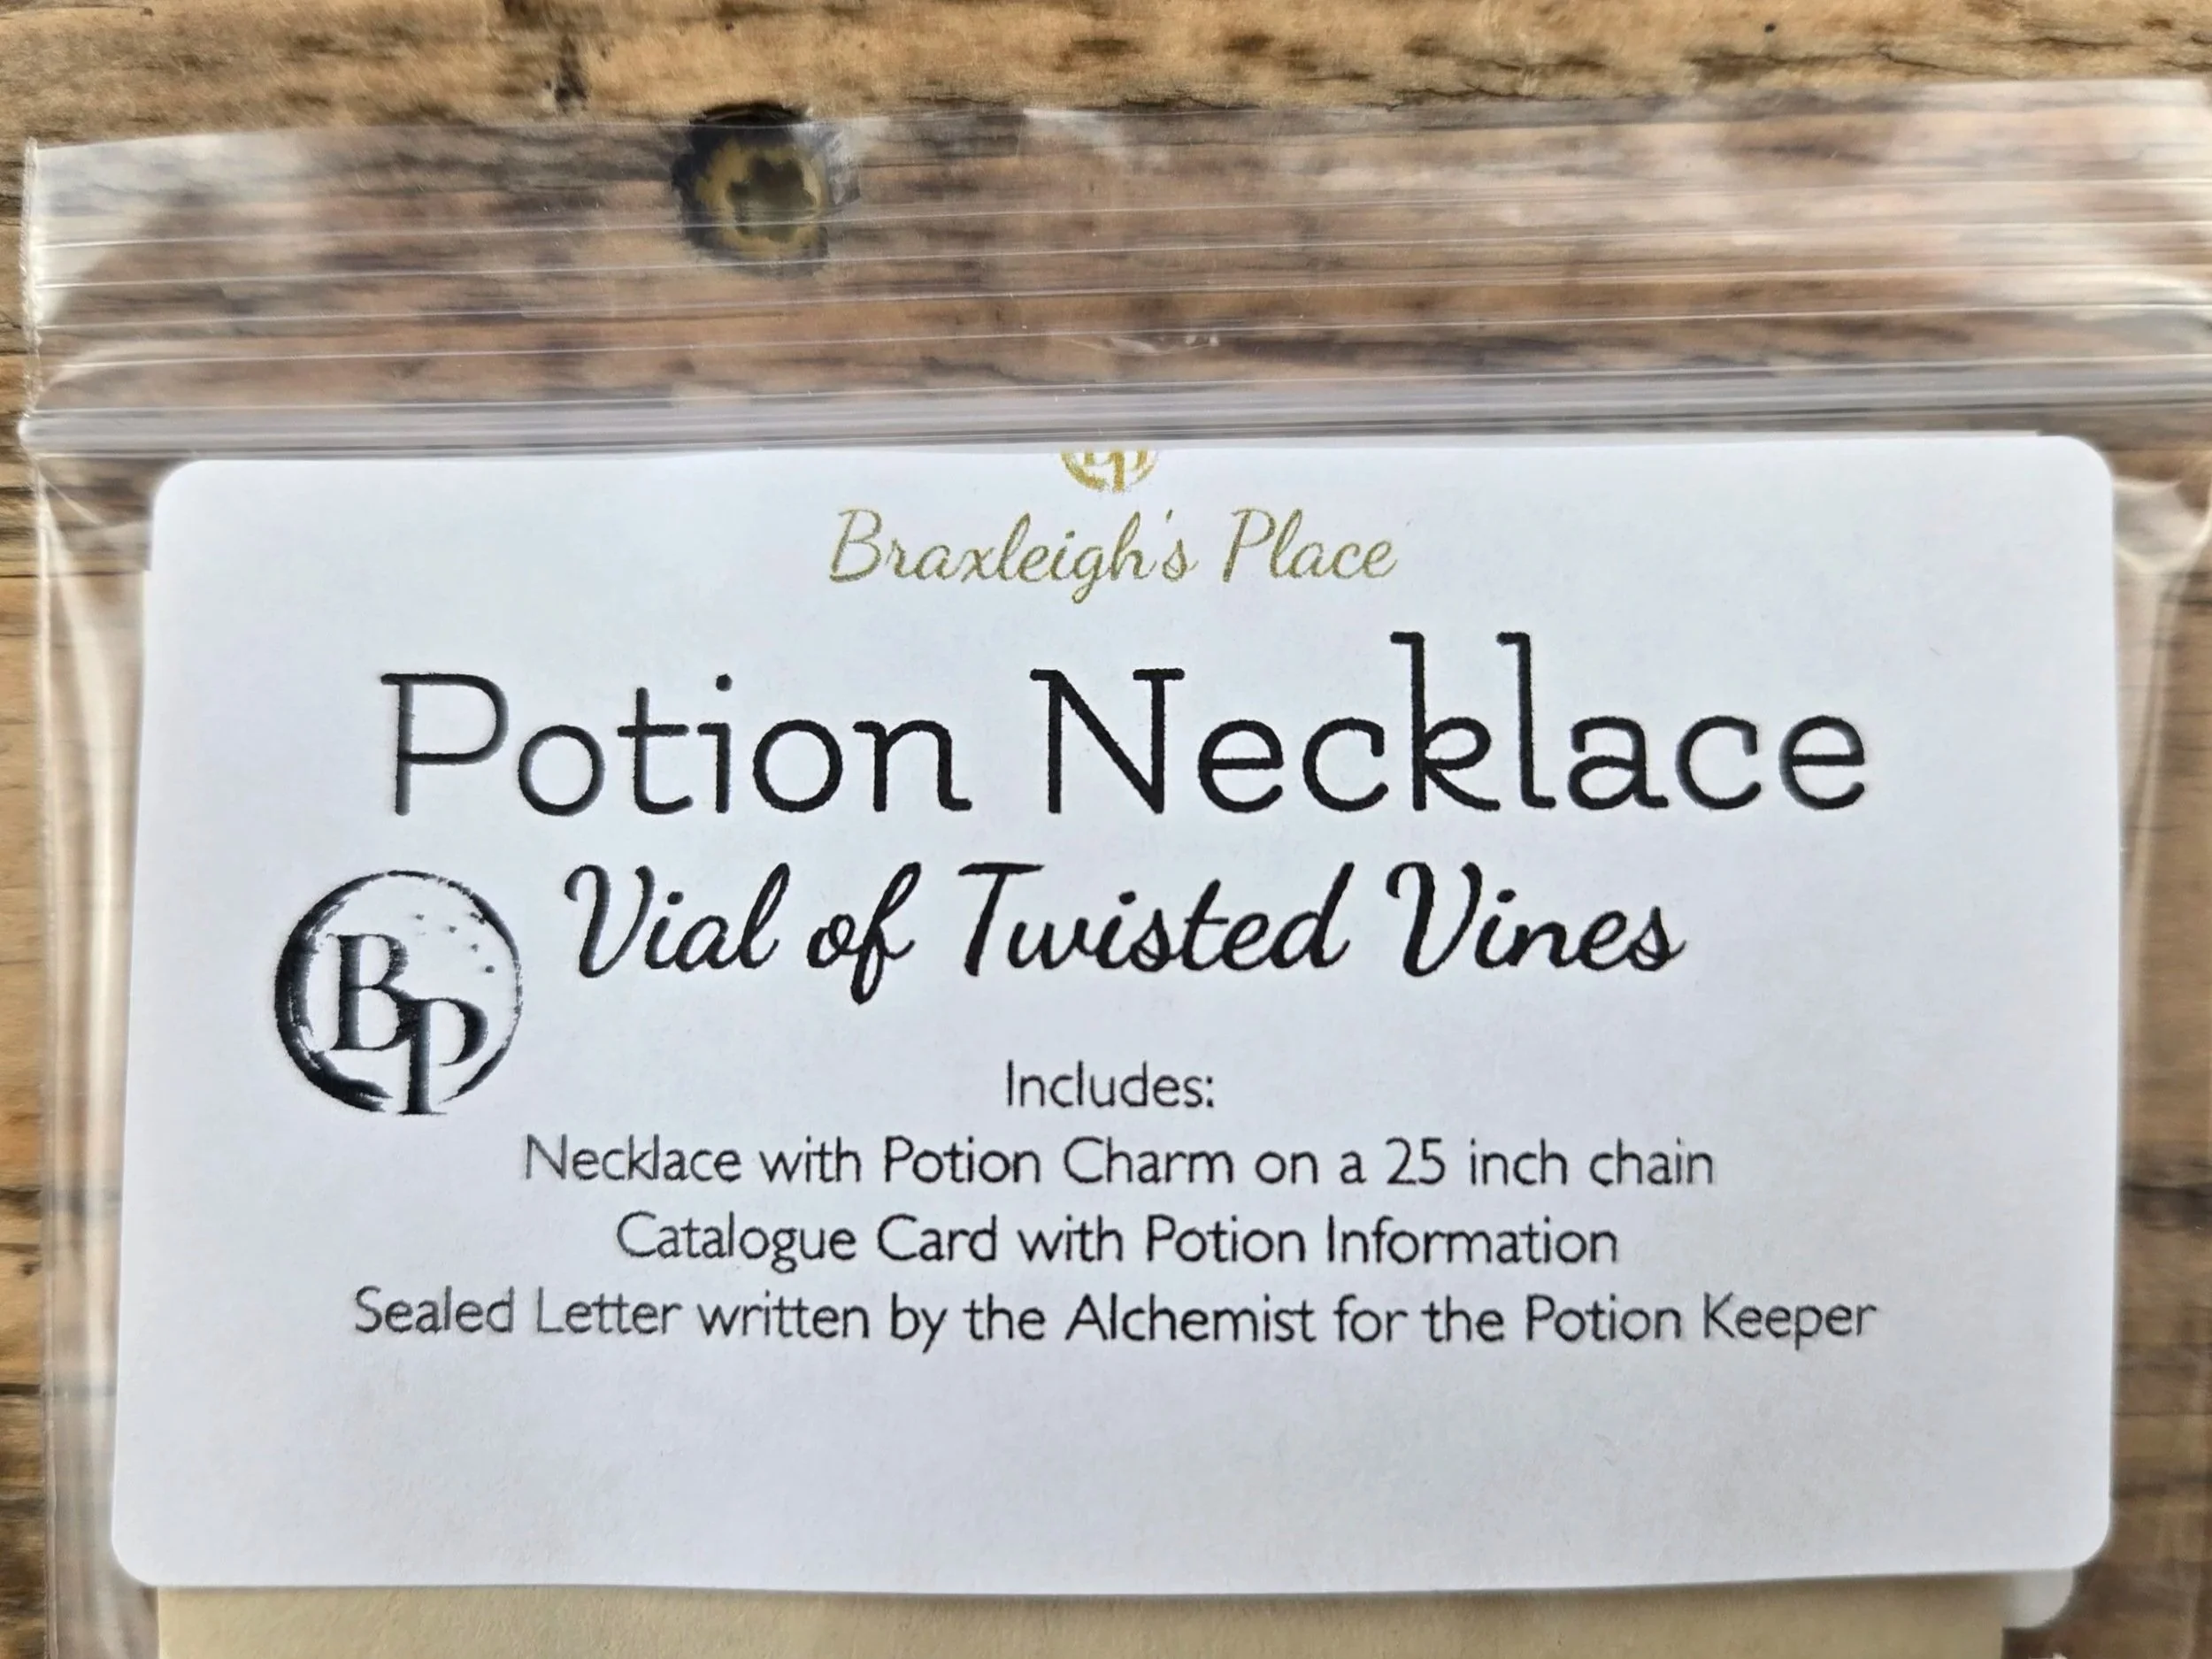 Braxleigh's Place
Potion Necklace
Vial of Twisted Vines
BP
Includes:
Necklace with Potion Charm on a 25 inch chain
Catalogue Card with Potion Information
Sealed Letter written by the Alchemist for the Potion Keeper